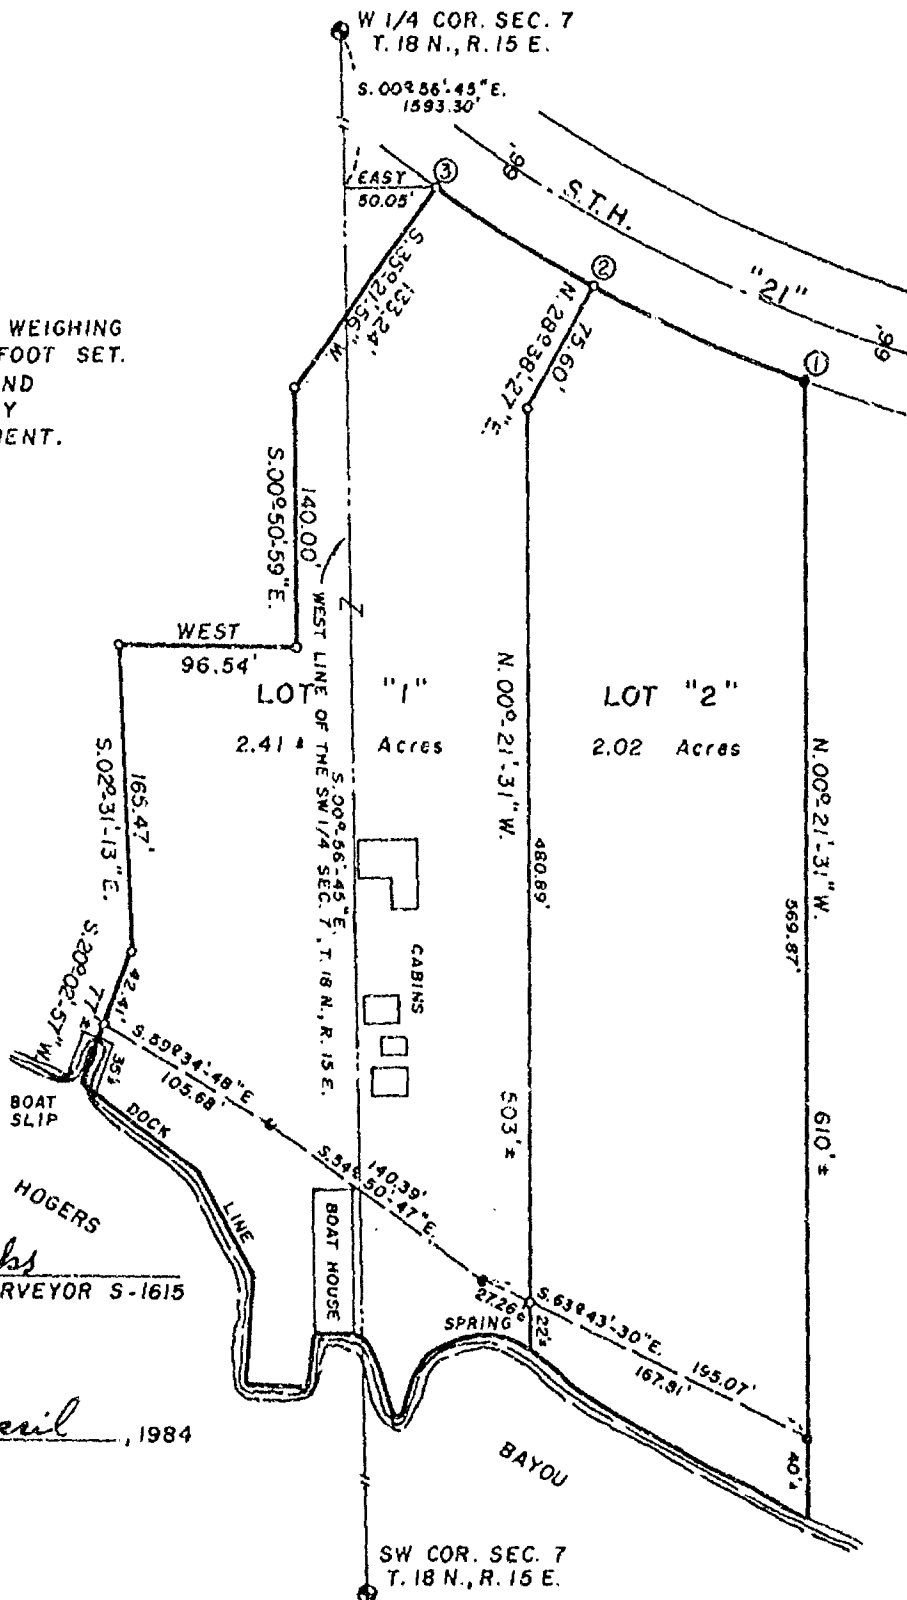 W 1/4 COR. SEC. 7
T. 18 N., R. 15 E.
S. 00°56'-45" E.
1593.30'
EAST
50.05'
③
66'
S.T.H.
"21"
66'
②
①
WEIGHING
FOOT SET.
ND
Y
ENT.
S. 35°21'-56" W.
133.24'
N. 28°38'-27" E.
75.60'
S. 00°50'-59" E.
140.00'
WEST
96.54'
WEST LINE OF THE SW 1/4 SEC. 7, T. 18 N., R. 15 E.
S. 00°-56'-45" E.
LOT "1"
2.41 ± Acres
LOT "2"
2.02 Acres
N. 00°-21'-31" W.
480.89'
503' ±
N. 00°-21'-31" W.
569.87'
610' ±
S. 02°-31'-13" E.
165.47'
CABINS
S. 20°-02'-57" W.
77' ±
42.41'
35' ±
S. 59°34'-48" E
105.68'
BOAT
SLIP
DOCK
LINE
S. 54°50'-47" E.
140.39'
BOAT HOUSE
HOGERS
RVEYOR S-1615
27.26'
SPRING
22' ±
S. 63°43'-30" E.
195.07'
167.81'
40' ±
BAYOU
, 1984
SW COR. SEC. 7
T. 18 N., R. 15 E.